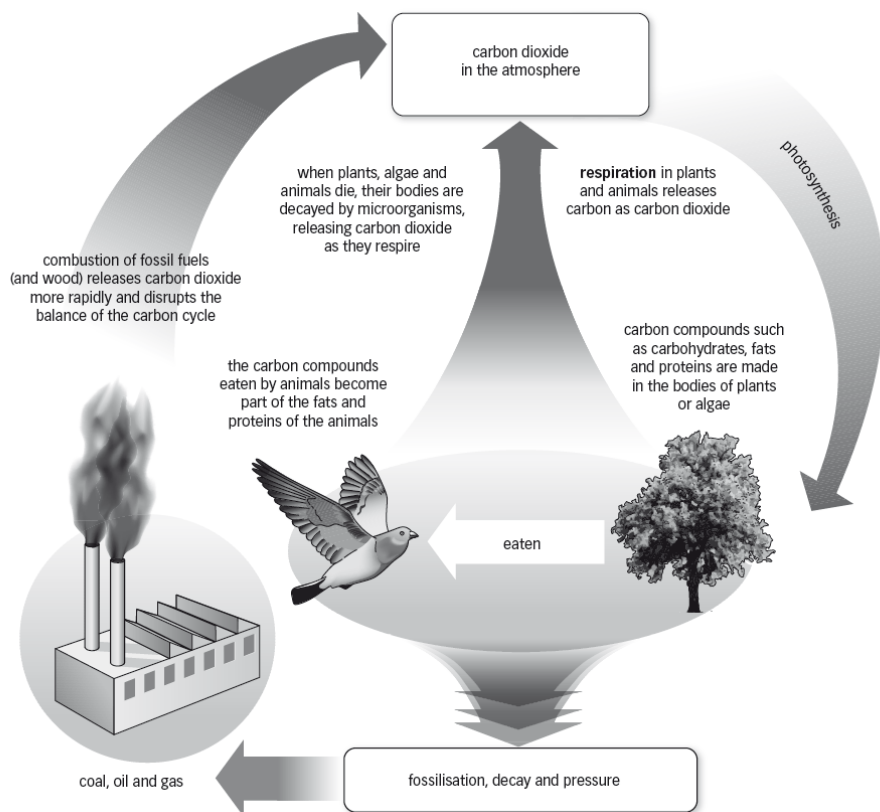 carbon dioxide
in the atmosphere
when plants, algae and
animals die, their bodies are
decayed by microorganisms,
releasing carbon dioxide
as they respire
respiration in plants
and animals releases
carbon as carbon dioxide
photosynthesis
combustion of fossil fuels
(and wood) releases carbon dioxide
more rapidly and disrupts the
balance of the carbon cycle
the carbon compounds
eaten by animals become
part of the fats and
proteins of the animals
carbon compounds such
as carbohydrates, fats
and proteins are made
in the bodies of plants
or algae
eaten
coal, oil and gas
fossilisation, decay and pressure